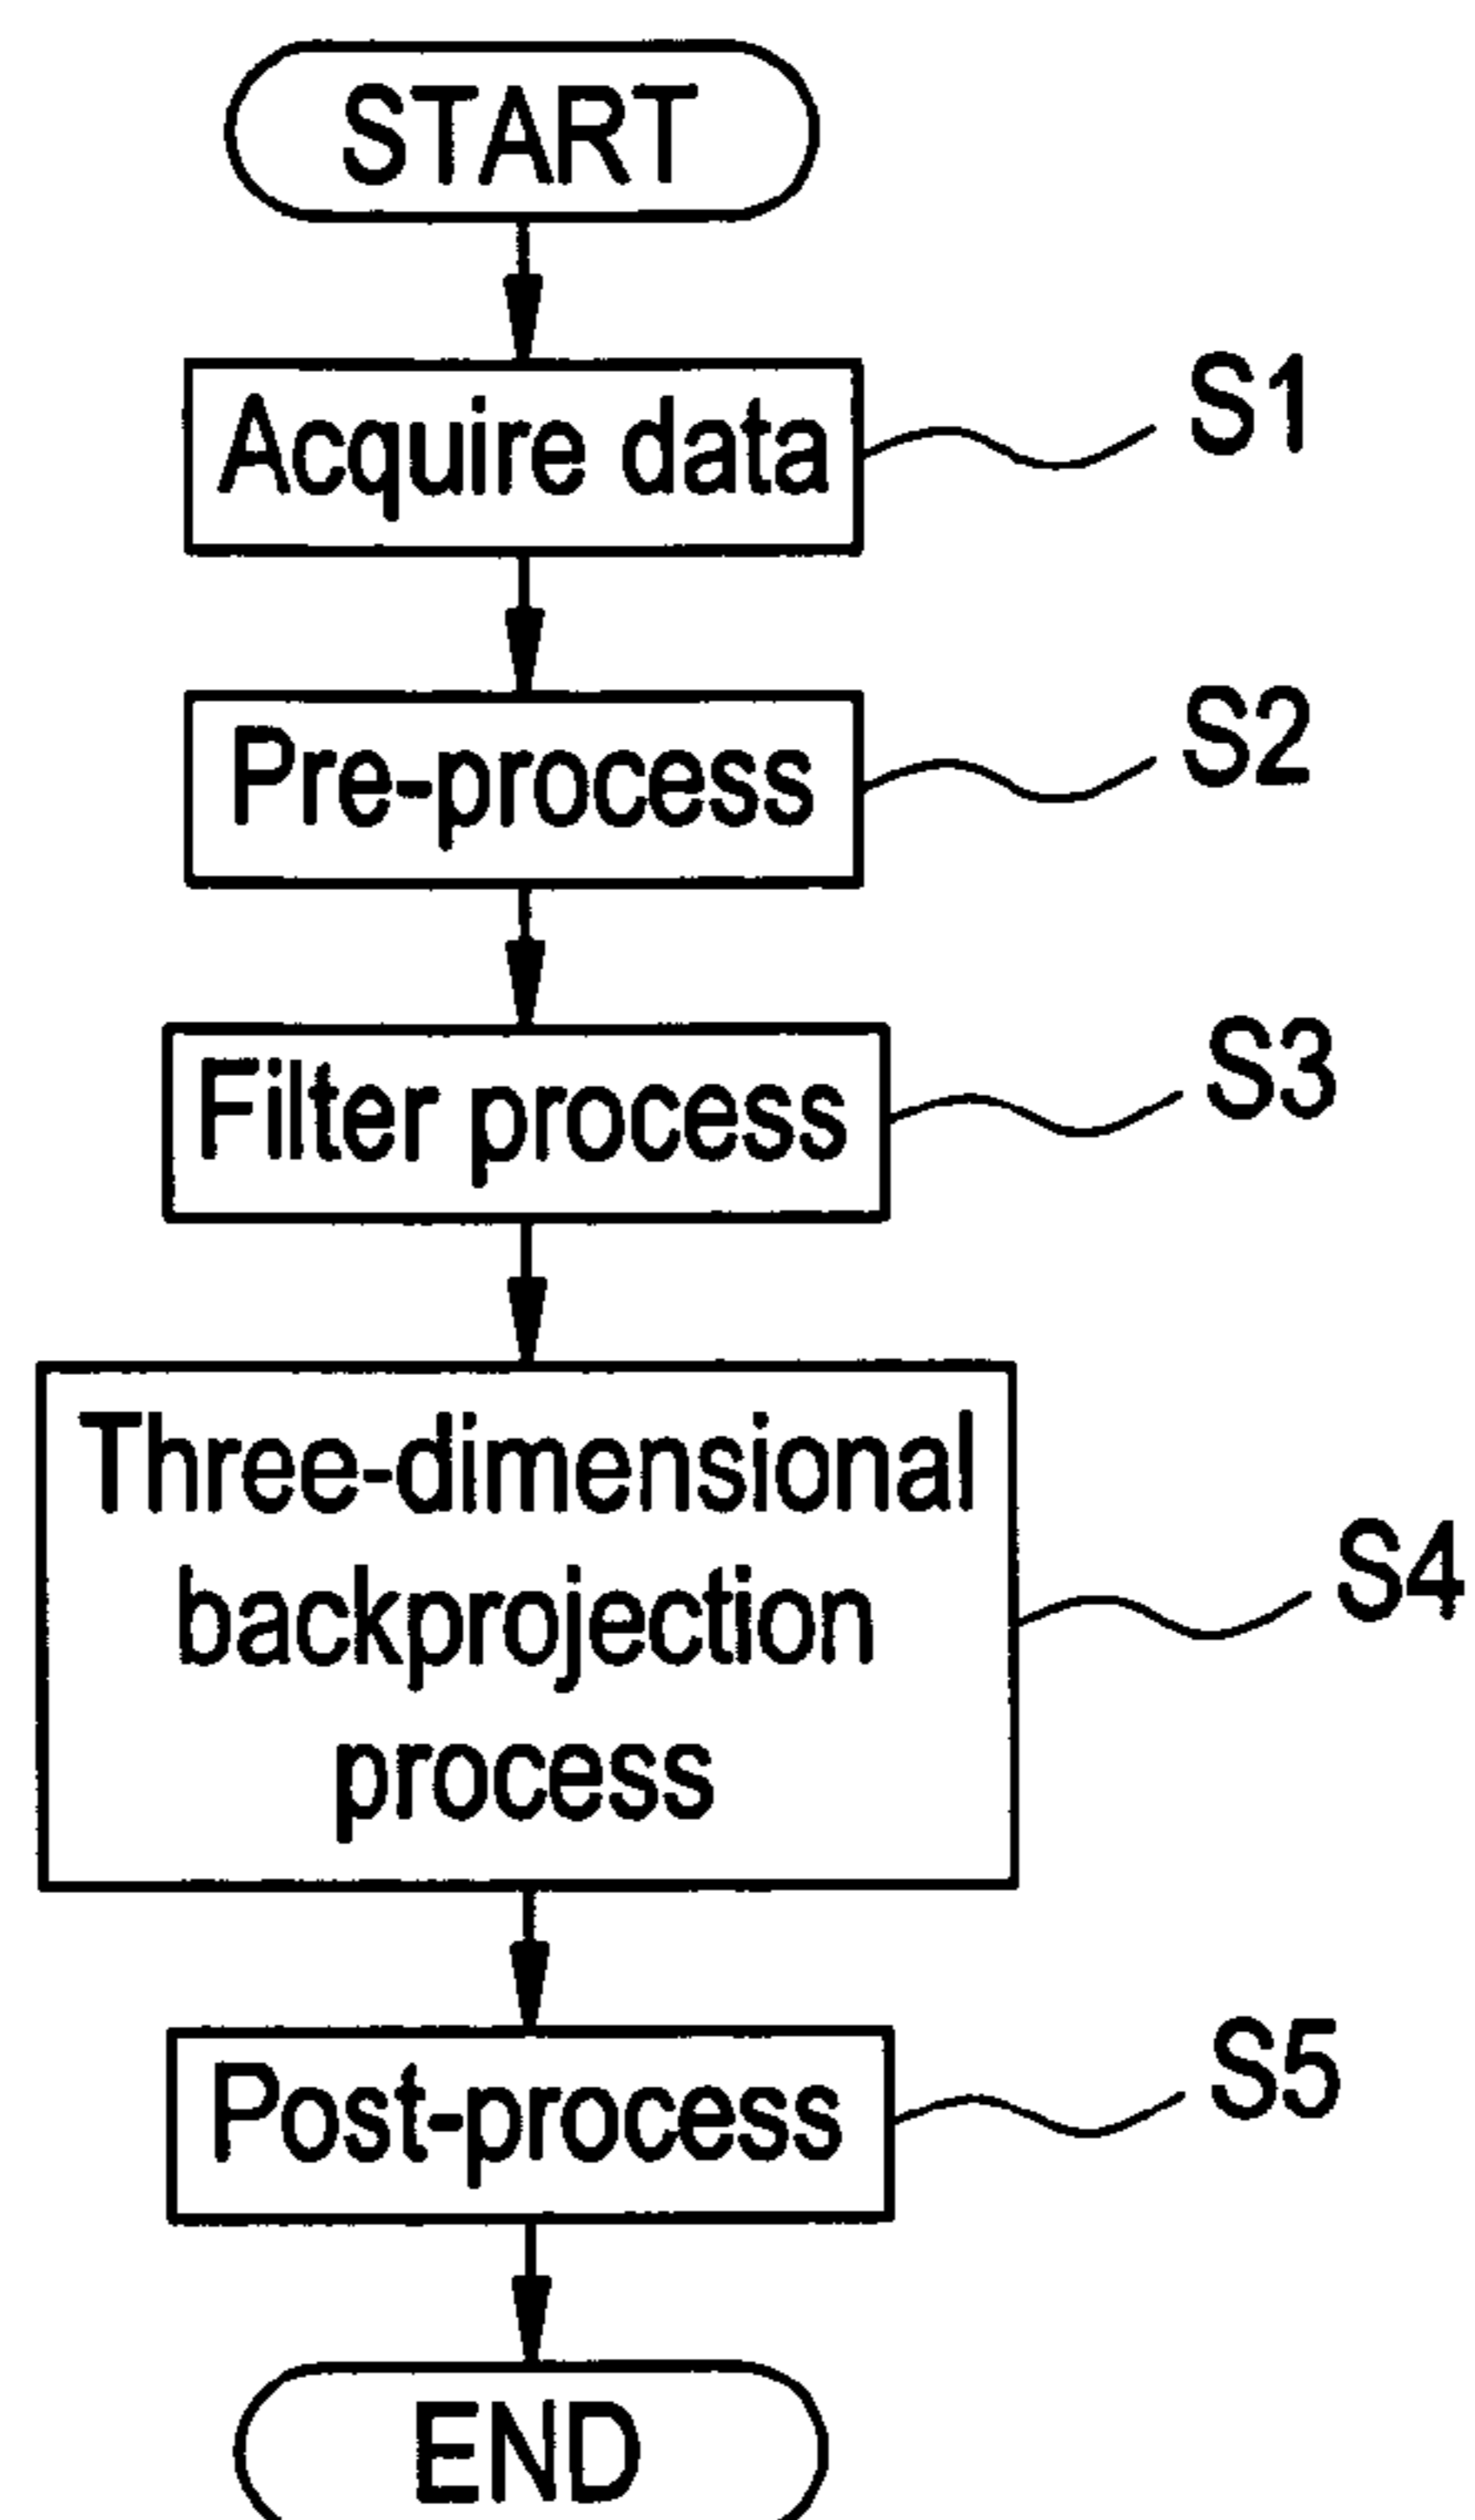 START
Acquire data
S1
Pre-process
S2
Filter process
S3
Three-dimensional
backprojection
process
S4
Post-process
S5
END